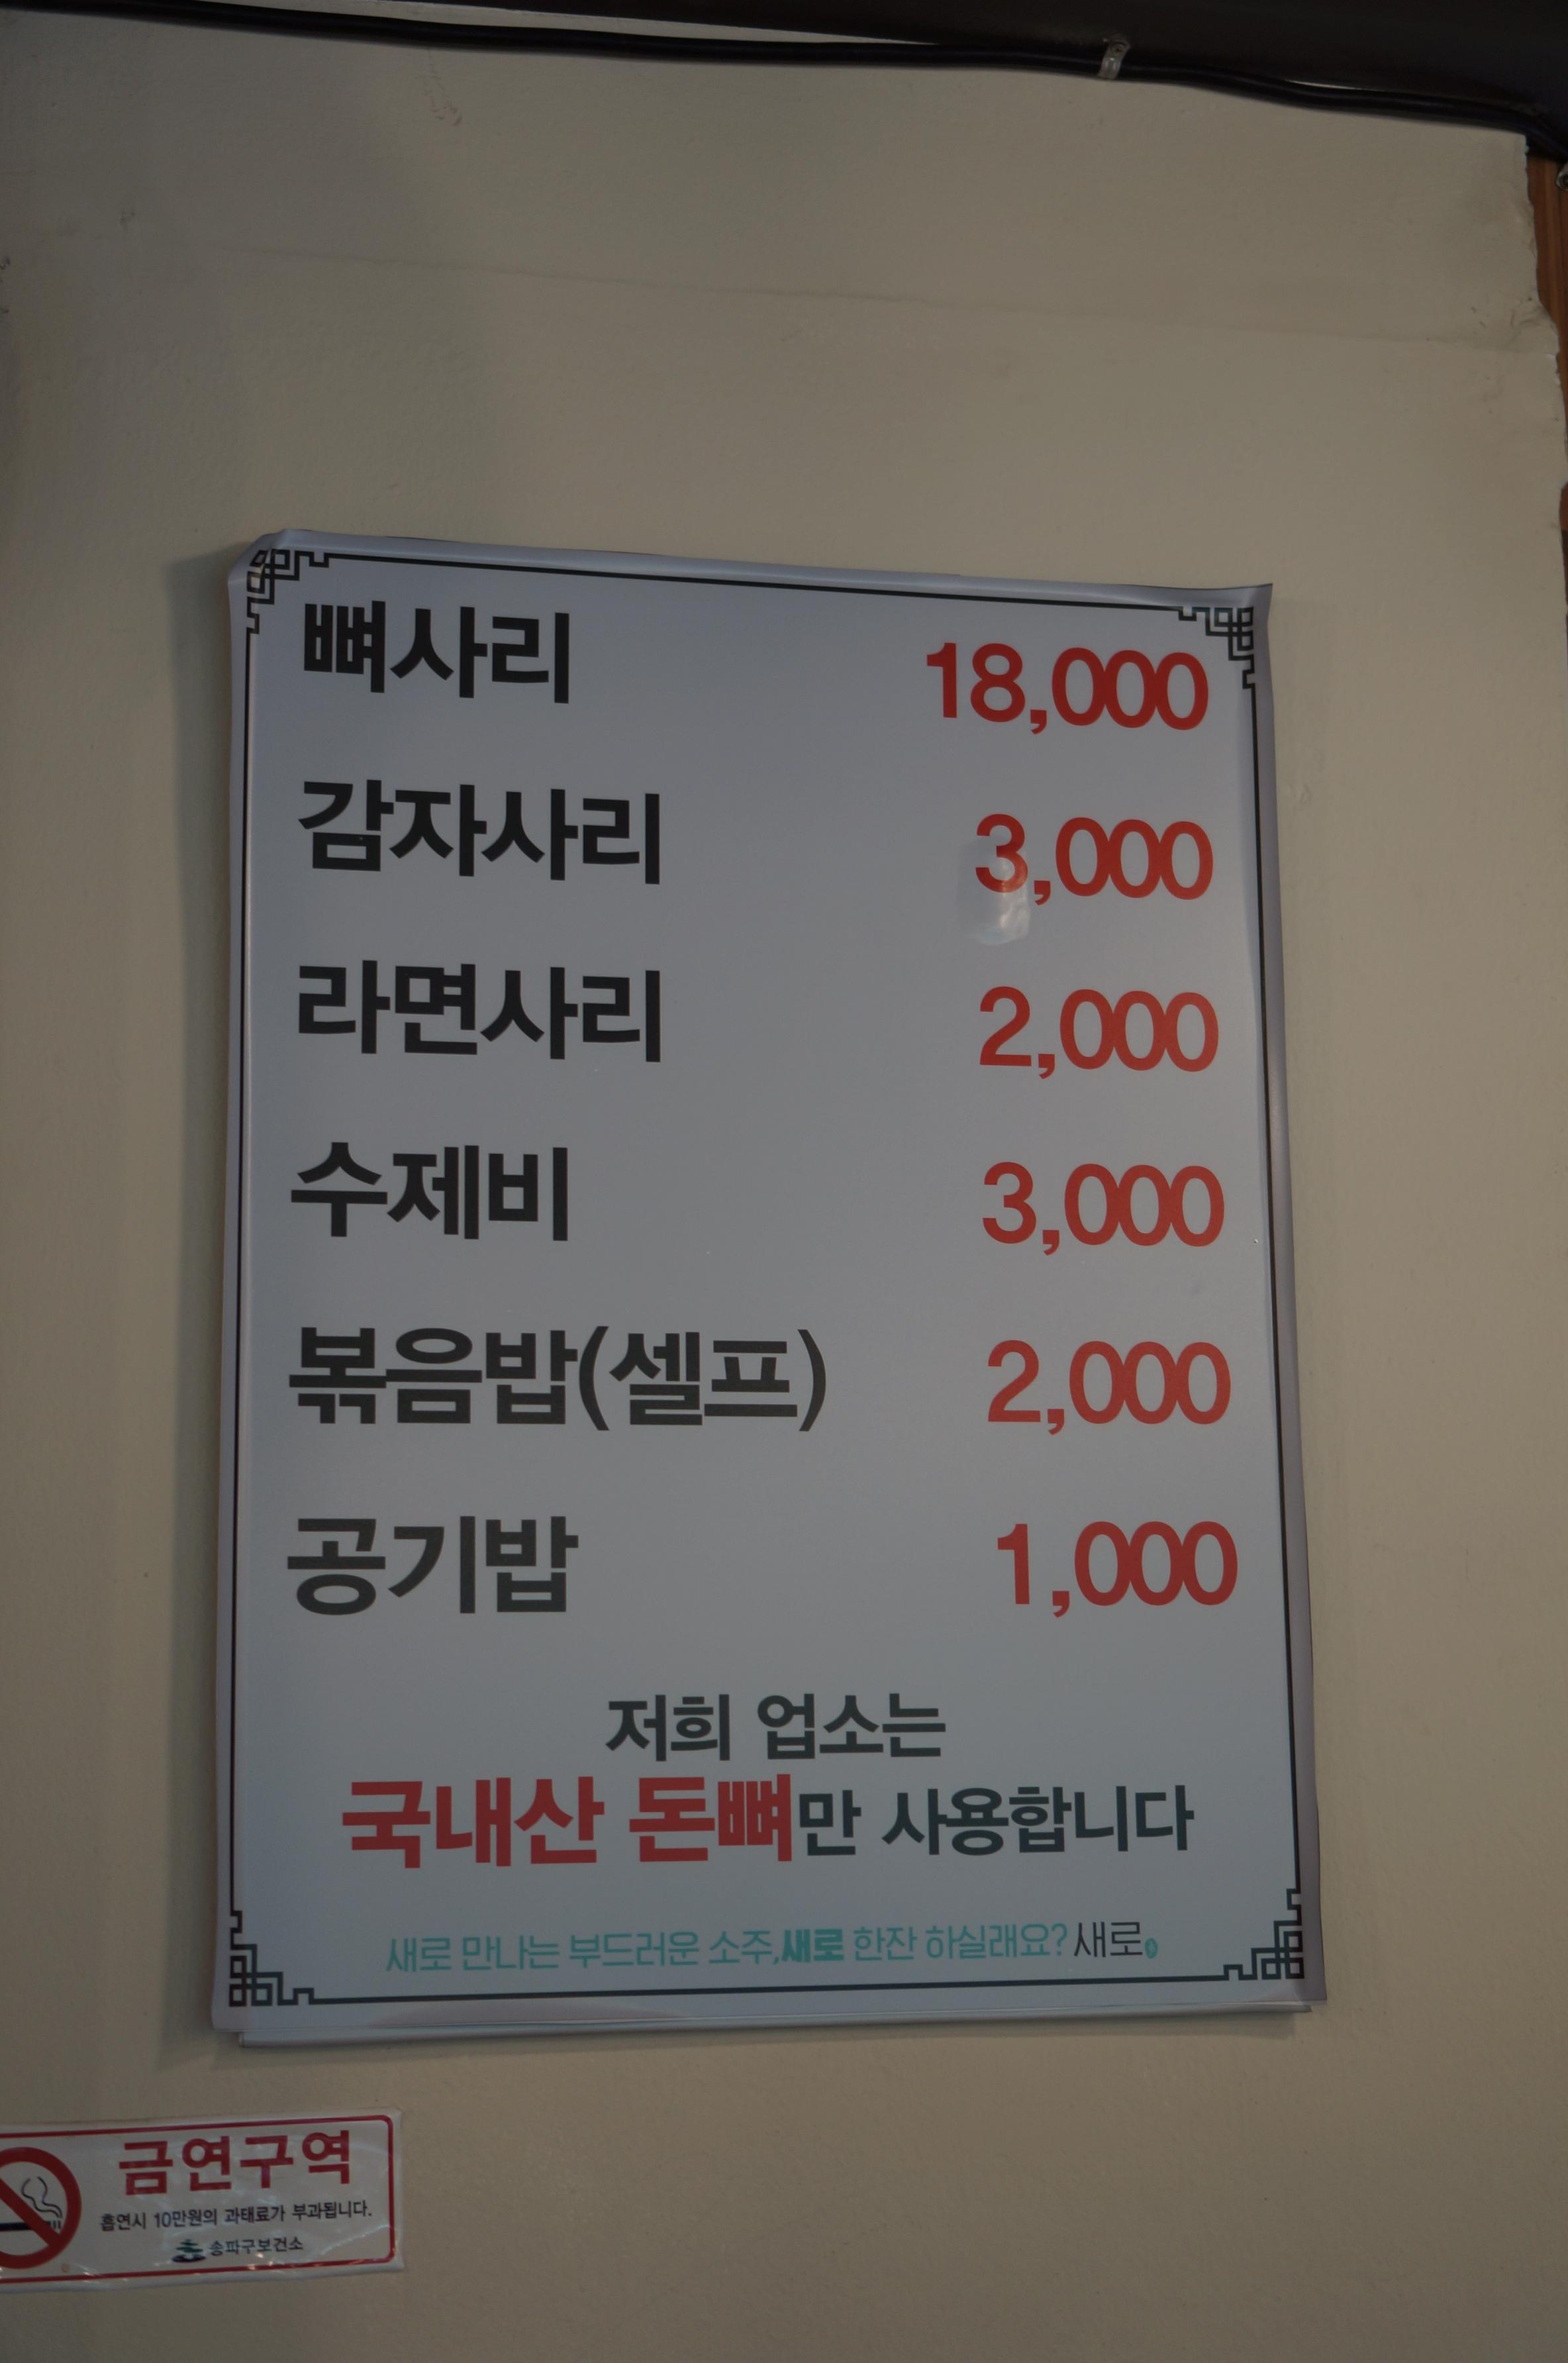 뼈사리 18,000
감자사리 3,000
라면사리 2,000
수제비 3,000
볶음밥(셀프) 2,000
공기밥 1,000
저희 업소는
국내산 돈뼈만 사용합니다
새로 만나는 부드러운 소주,새로 한잔 하실래요? 새로
금연구역
흡연시 10만원의 과태료가 부과됩니다.
송파구보건소